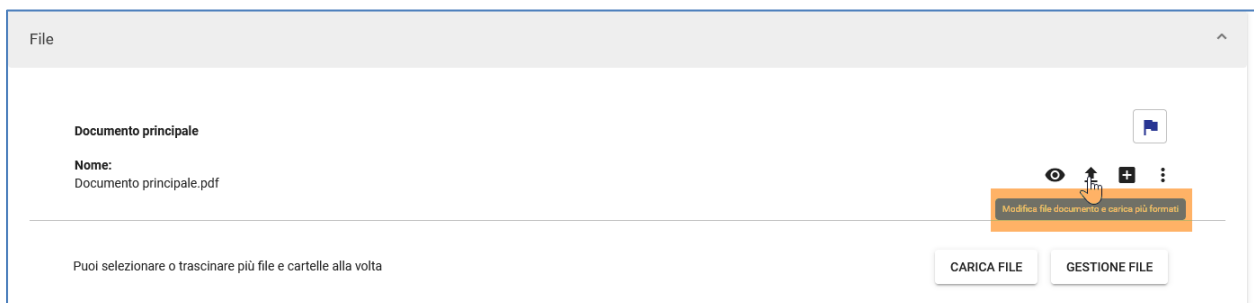 File
Documento principale
Nome:
Documento principale.pdf
Modifica file documento e carica più formati
Puoi selezionare o trascinare più file e cartelle alla volta
CARICA FILE
GESTIONE FILE